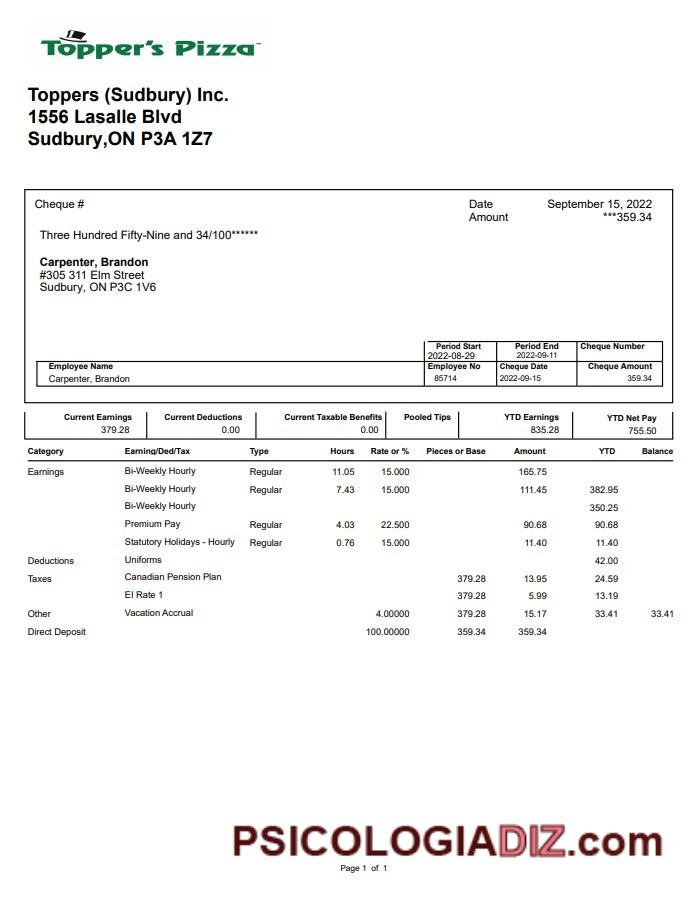 Topper's Pizza™
Toppers (Sudbury) Inc.
1556 Lasalle Blvd
Sudbury,ON P3A 1Z7
Cheque #
Date September 15, 2022
Amount ***359.34
Three Hundred Fifty-Nine and 34/100******
Carpenter, Brandon
#305 311 Elm Street
Sudbury, ON P3C 1V6
Period Start Period End Cheque Number
2022-08-29 2022-09-11
Employee Name Employee No Cheque Date Cheque Amount
Carpenter, Brandon 85714 2022-09-15 359.34
Current Earnings Current Deductions Current Taxable Benefits Pooled Tips YTD Earnings YTD Net Pay
379.28 0.00 0.00 835.28 755.50
Category Earning/Ded/Tax Type Hours Rate or % Pieces or Base Amount YTD Balance
Earnings Bi-Weekly Hourly Regular 11.05 15.000 165.75
Bi-Weekly Hourly Regular 7.43 15.000 111.45 382.95
Bi-Weekly Hourly 350.25
Premium Pay Regular 4.03 22.500 90.68 90.68
Statutory Holidays - Hourly Regular 0.76 15.000 11.40 11.40
Deductions Uniforms 42.00
Taxes Canadian Pension Plan 379.28 13.95 24.59
EI Rate 1 379.28 5.99 13.19
Other Vacation Accrual 4.00000 379.28 15.17 33.41 33.41
Direct Deposit 100.00000 359.34 359.34
PSICOLOGIADIZ.com
Page 1 of 1